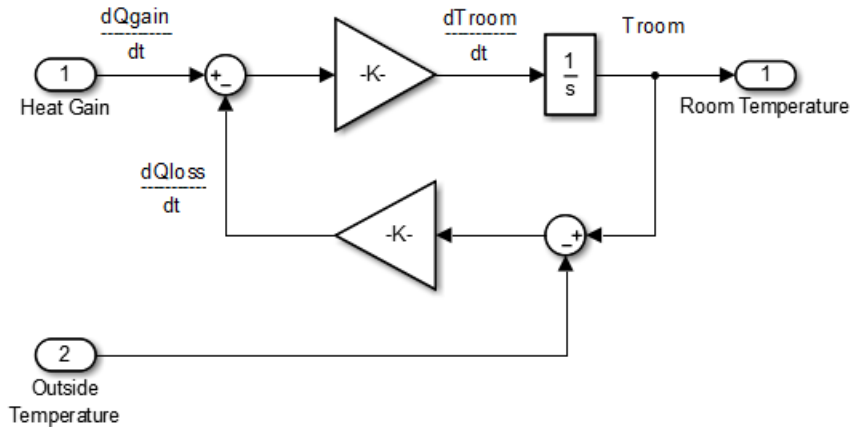 dQgain
dt
dTroom
dt
Troom
1
+
-
-K-
1
s
1
Heat Gain
Room Temperature
dQloss
dt
-K-
-
+
2
Outside
Temperature